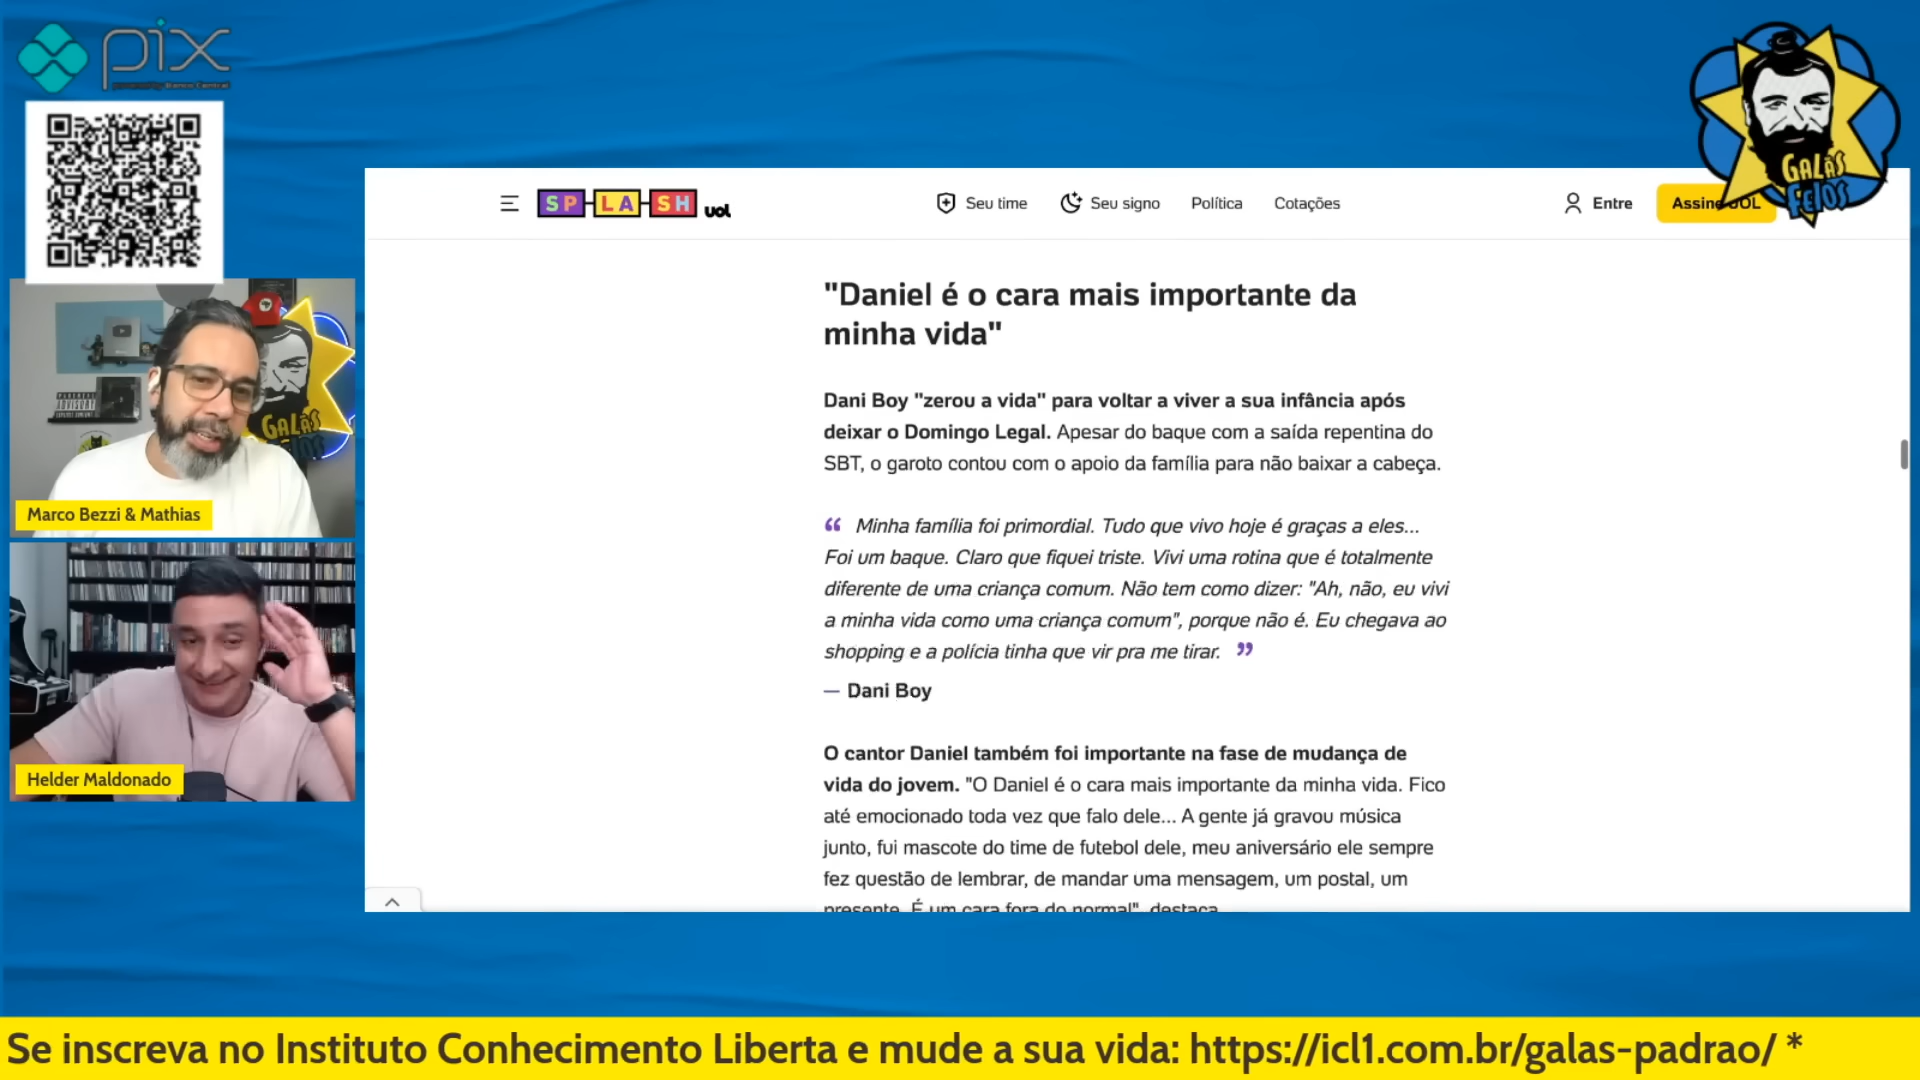 pix
powered by Banco Central
GALÃS
FEIOS
SPLASH uol
Seu time
Seu signo
Política
Cotações
Entre
Assine UOL
"Daniel é o cara mais importante da
minha vida"
Dani Boy "zerou a vida" para voltar a viver a sua infância após
deixar o Domingo Legal. Apesar do baque com a saída repentina do
SBT, o garoto contou com o apoio da família para não baixar a cabeça.
“ Minha família foi primordial. Tudo que vivo hoje é graças a eles...
Foi um baque. Claro que fiquei triste. Vivi uma rotina que é totalmente
diferente de uma criança comum. Não tem como dizer: "Ah, não, eu vivi
a minha vida como uma criança comum", porque não é. Eu chegava ao
shopping e a polícia tinha que vir pra me tirar. ”
— Dani Boy
O cantor Daniel também foi importante na fase de mudança de
vida do jovem. "O Daniel é o cara mais importante da minha vida. Fico
até emocionado toda vez que falo dele... A gente já gravou música
junto, fui mascote do time de futebol dele, meu aniversário ele sempre
fez questão de lembrar, de mandar uma mensagem, um postal, um
presente. É um cara fora do normal", destaca.
PARENTAL
ADVISORY
EXPLICIT CONTENT
GALÃS
FEIOS
Marco Bezzi & Mathias
Helder Maldonado
Se inscreva no Instituto Conhecimento Liberta e mude a sua vida: https://icl1.com.br/galas-padrao/ *